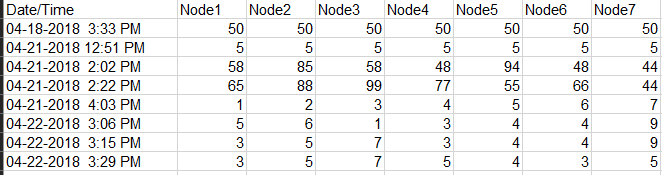 Date/Time Node1 Node2 Node3 Node4 Node5 Node6 Node7
04-18-2018 3:33 PM 50 50 50 50 50 50 50
04-21-2018 12:51 PM 5 5 5 5 5 5 5
04-21-2018 2:02 PM 58 85 58 48 94 48 44
04-21-2018 2:22 PM 65 88 99 77 55 66 44
04-21-2018 4:03 PM 1 2 3 4 5 6 7
04-22-2018 3:06 PM 5 6 1 3 4 4 9
04-22-2018 3:15 PM 3 5 7 3 4 4 9
04-22-2018 3:29 PM 3 5 7 5 4 3 5